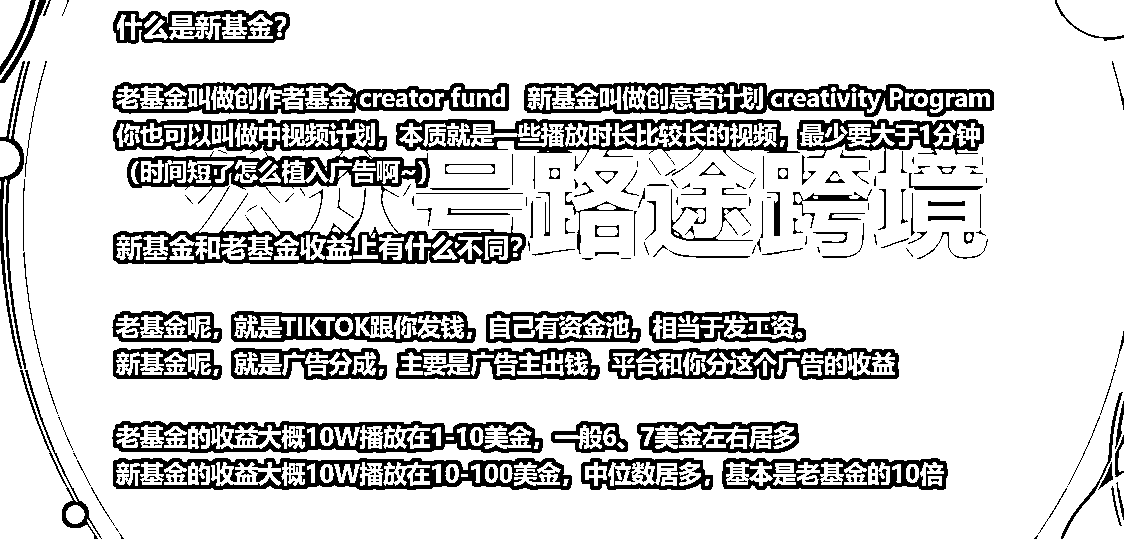 什么是新基金？
老基金叫做创作者基金 creator fund 新基金叫做创意者计划 creativity Program
你也可以叫做中视频计划，本质就是一些播放时长比较长的视频，最少要大于1分钟
（时间短了怎么植入广告啊~）
公众号路途跨境
新基金和老基金收益上有什么不同？
老基金呢，就是TIKTOK跟你发钱，自己有资金池，相当于发工资。
新基金呢，就是广告分成，主要是广告主出钱，平台和你分这个广告的收益
老基金的收益大概10W播放在1-10美金，一般6、7美金左右居多
新基金的收益大概10W播放在10-100美金，中位数居多，基本是老基金的10倍